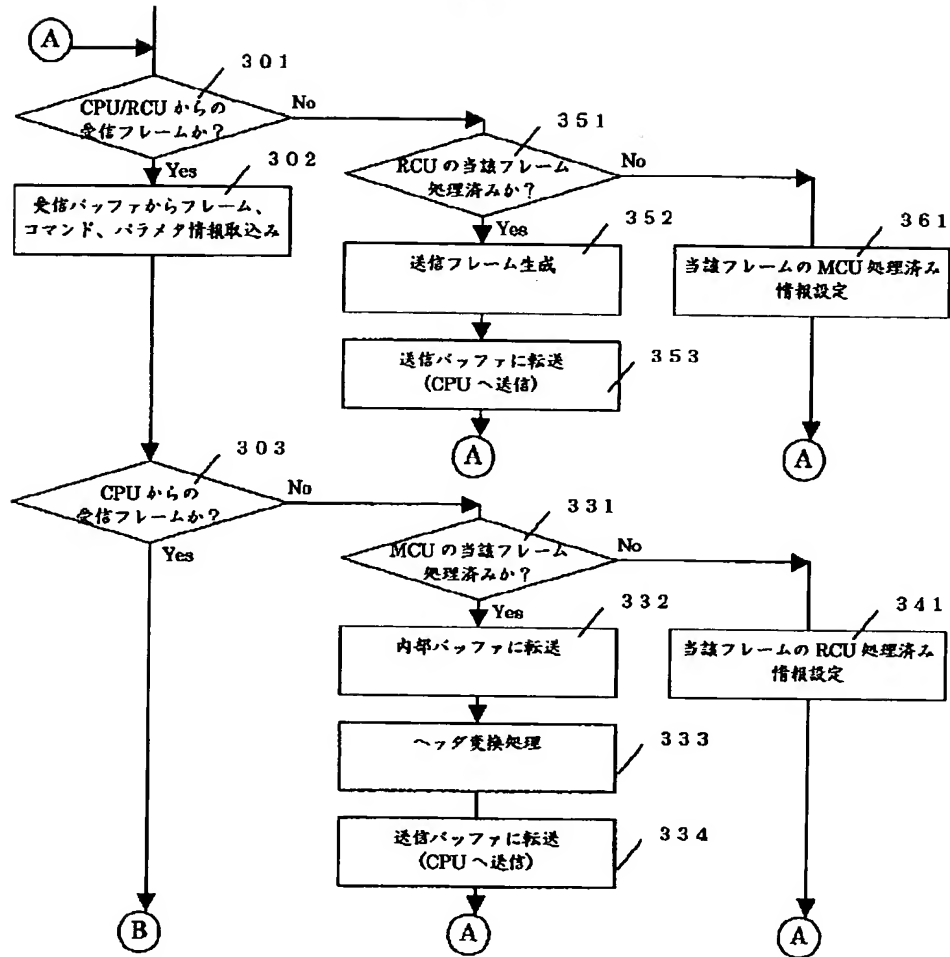 A
301
CPU/RCU からの
受信フレームか？
No
351
Yes
302
RCU の当該フレーム
処理済みか？
No
受信バッファからフレーム、
コマンド、パラメタ情報取込み
Yes
352
361
送信フレーム生成
当該フレームの MCU 処理済み
情報設定
送信バッファに転送
(CPU へ送信)
353
A
A
303
CPU からの
受信フレームか？
No
331
Yes
MCU の当該フレーム
処理済みか？
No
Yes
332
341
内部バッファに転送
当該フレームの RCU 処理済み
情報設定
ヘッダ変換処理
333
送信バッファに転送
(CPU へ送信)
334
B
A
A